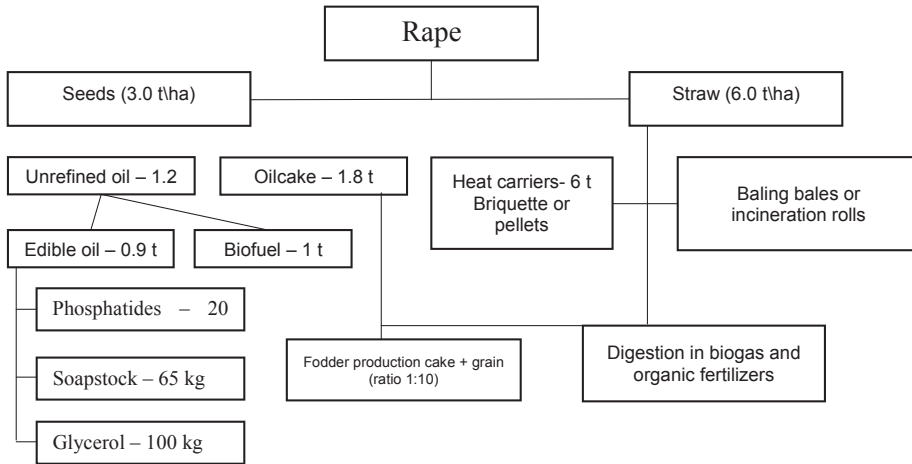 Rape
Seeds (3.0 t\ha)
Straw (6.0 t\ha)
Unrefined oil – 1.2
Oilcake – 1.8 t
Heat carriers- 6 t
Briquette or
pellets
Baling bales or
incineration rolls
Edible oil – 0.9 t
Biofuel – 1 t
Phosphatides – 20
Soapstock – 65 kg
Glycerol – 100 kg
Fodder production cake + grain
(ratio 1:10)
Digestion in biogas and
organic fertilizers